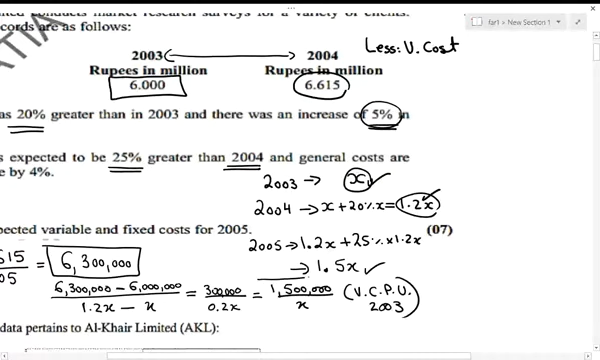 conducts market research surveys for a variety of clients.
cords are as follows:
far1 > New Section 1
Less: V. Cost
2003 2004
Rupees in million Rupees in million
6.000 6.615
as 20% greater than in 2003 and there was an increase of 5% in
s expected to be 25% greater than 2004 and general costs are
e by 4%.
2003 → x
2004 → x + 20%x = 1.2x
pected variable and fixed costs for 2005. (07)
2005 → 1.2x + 25%x1.2x
→ 1.5x
615/05 = 6,300,000
6,300,000 - 6,000,000 / 1.2x - x = 300,000 / 0.2x = 1,500,000 / x (V.C.P.U. 2003)
data pertains to Al-Khair Limited (AKL):